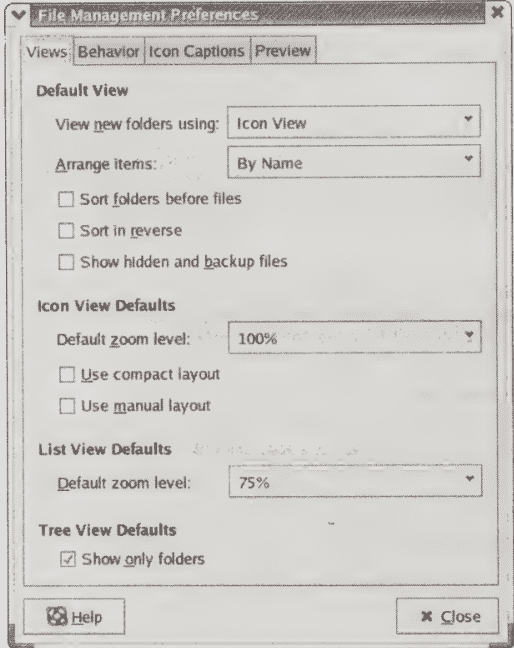 File Management Preferences
Views Behavior Icon Captions Preview
Default View
View new folders using: Icon View
Arrange items: By Name
Sort folders before files
Sort in reverse
Show hidden and backup files
Icon View Defaults
Default zoom level: 100%
Use compact layout
Use manual layout
List View Defaults
Default zoom level: 75%
Tree View Defaults
Show only folders
Help Close